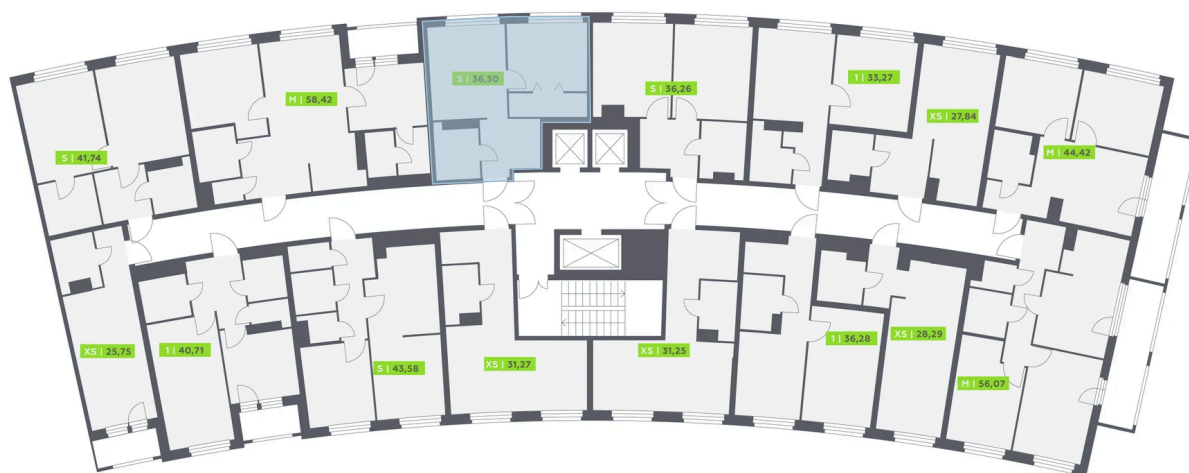 S | 41,74
M | 58,42
S | 36,30
S | 36,26
1 | 33,27
XS | 27,84
M | 44,42
XS | 25,75
1 | 40,71
S | 43,58
XS | 31,27
XS | 31,25
1 | 36,28
XS | 28,29
M | 56,07